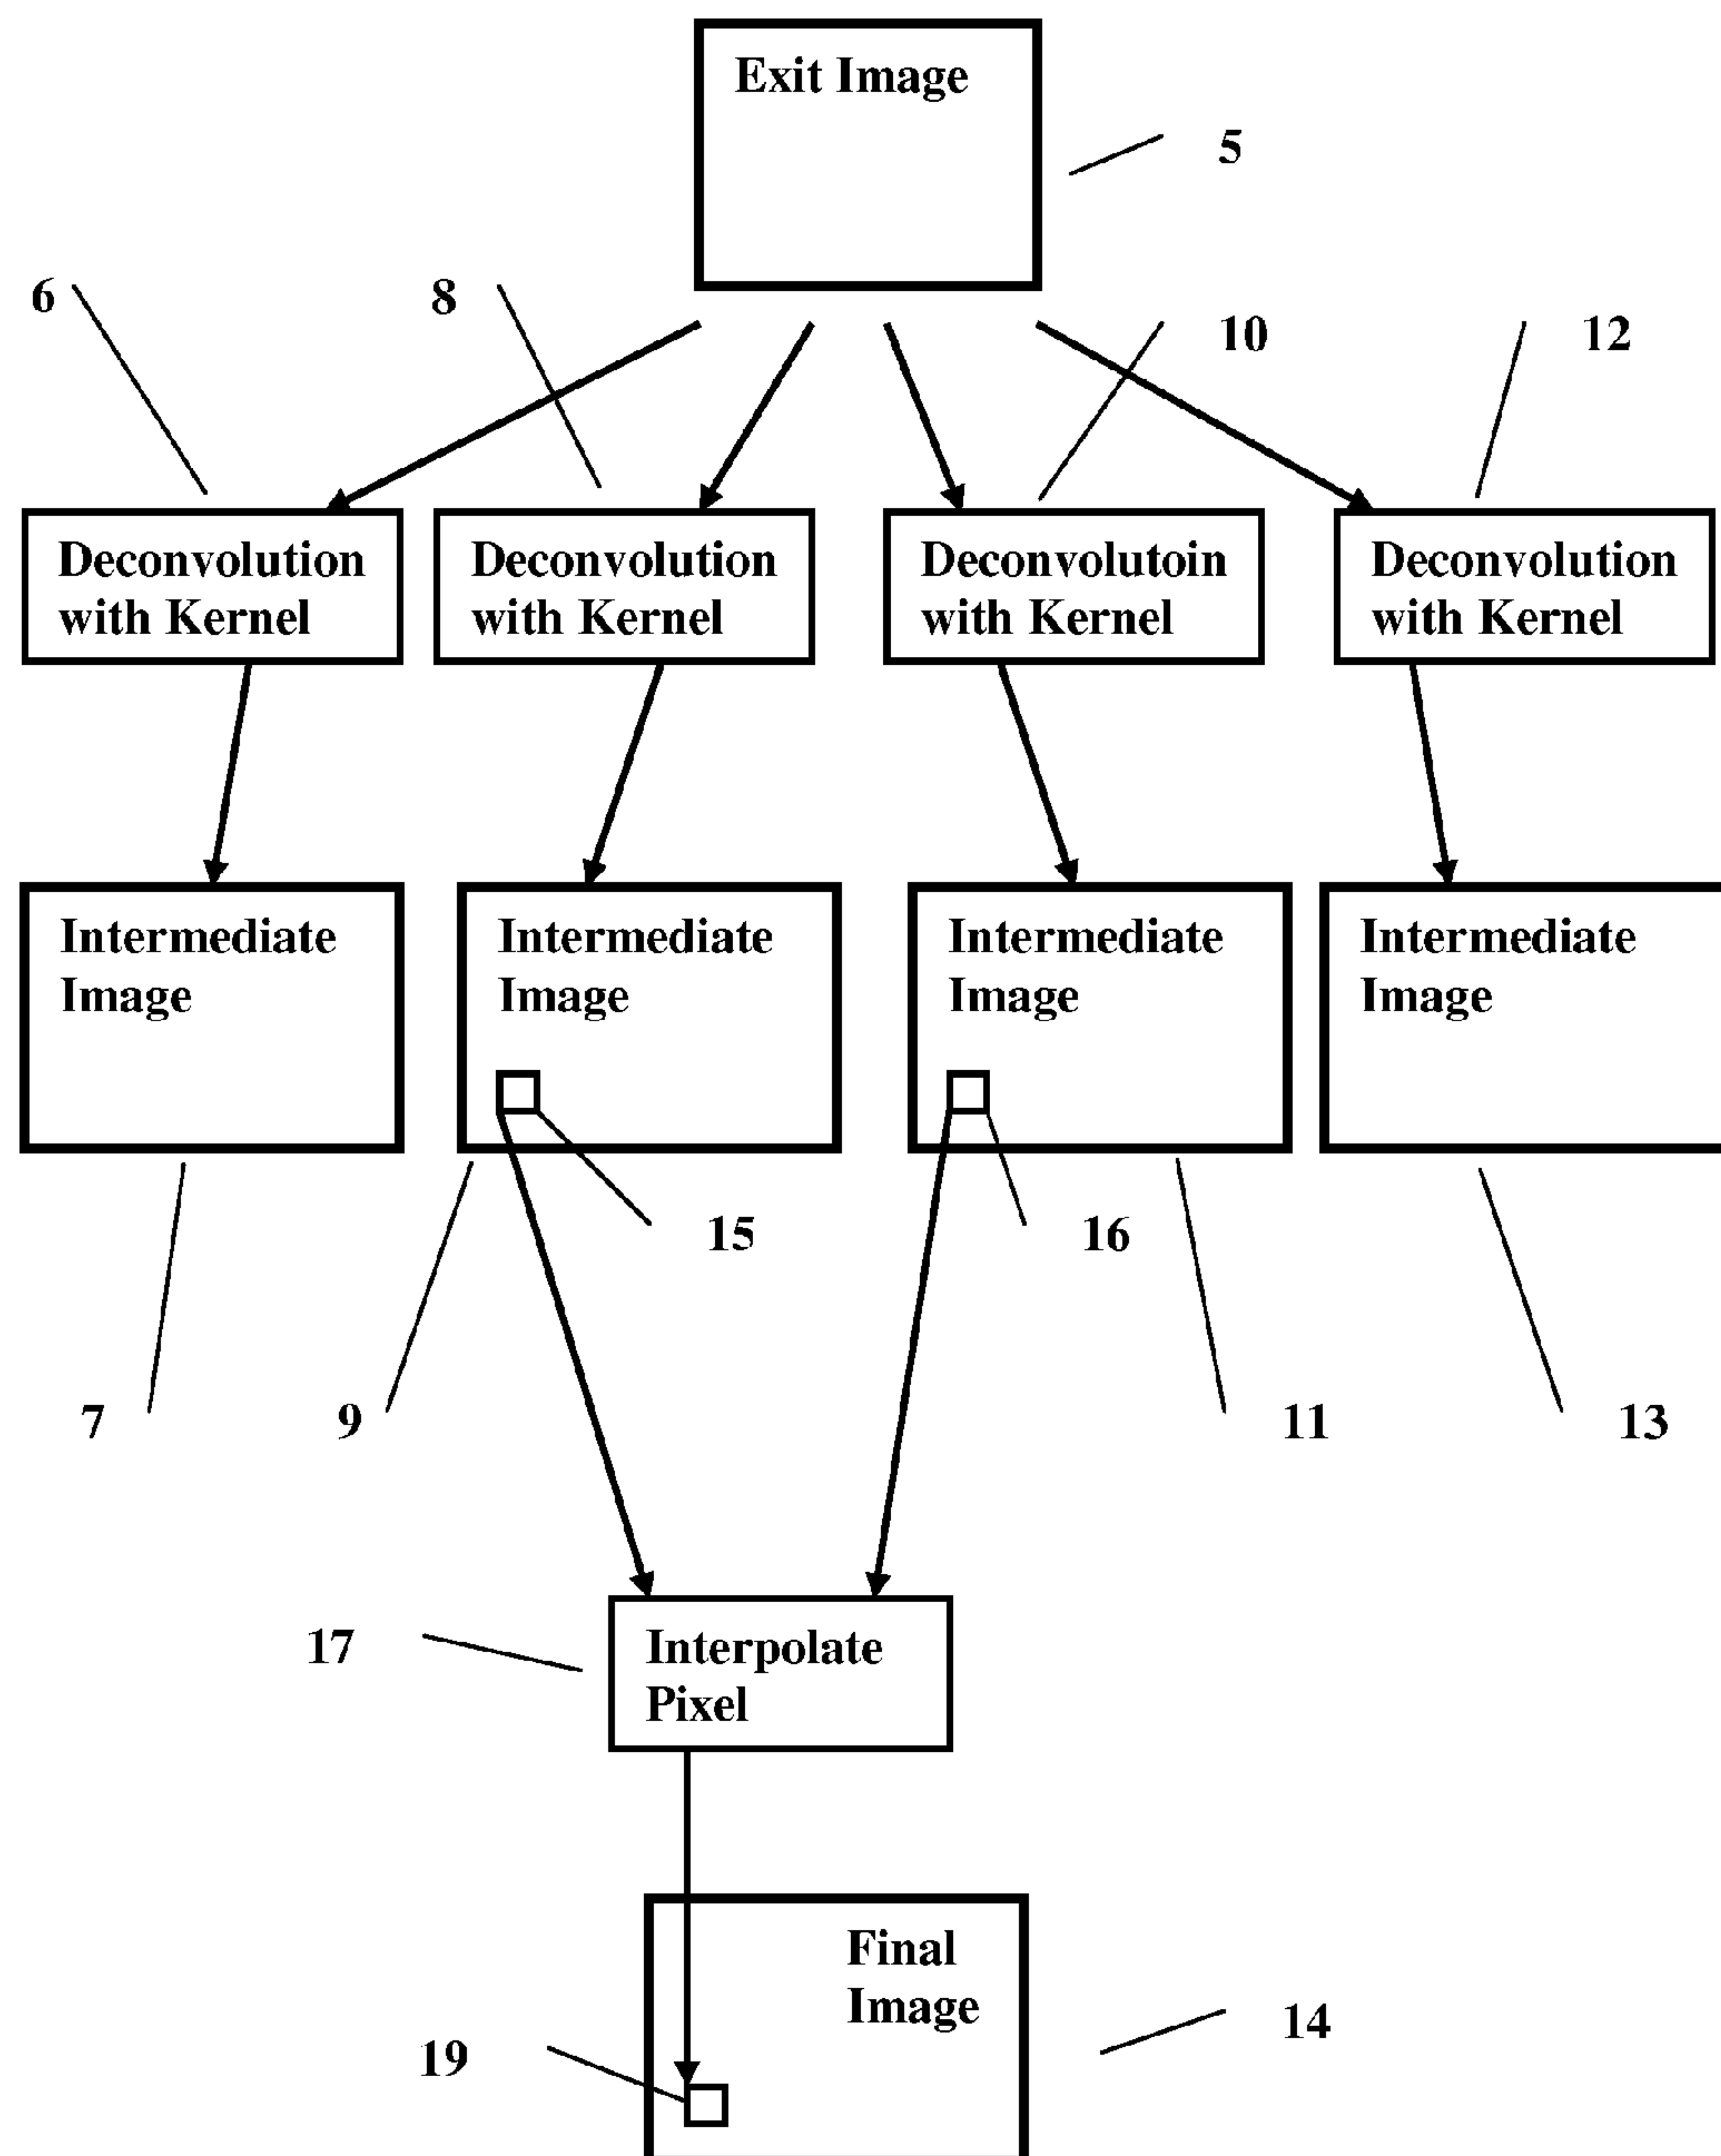 Exit Image
5
6
8
10
12
Deconvolution
with Kernel
Deconvolution
with Kernel
Deconvolutoin
with Kernel
Deconvolution
with Kernel
Intermediate
Image
Intermediate
Image
Intermediate
Image
Intermediate
Image
15
16
7
9
11
13
17
Interpolate
Pixel
Final
Image
14
19